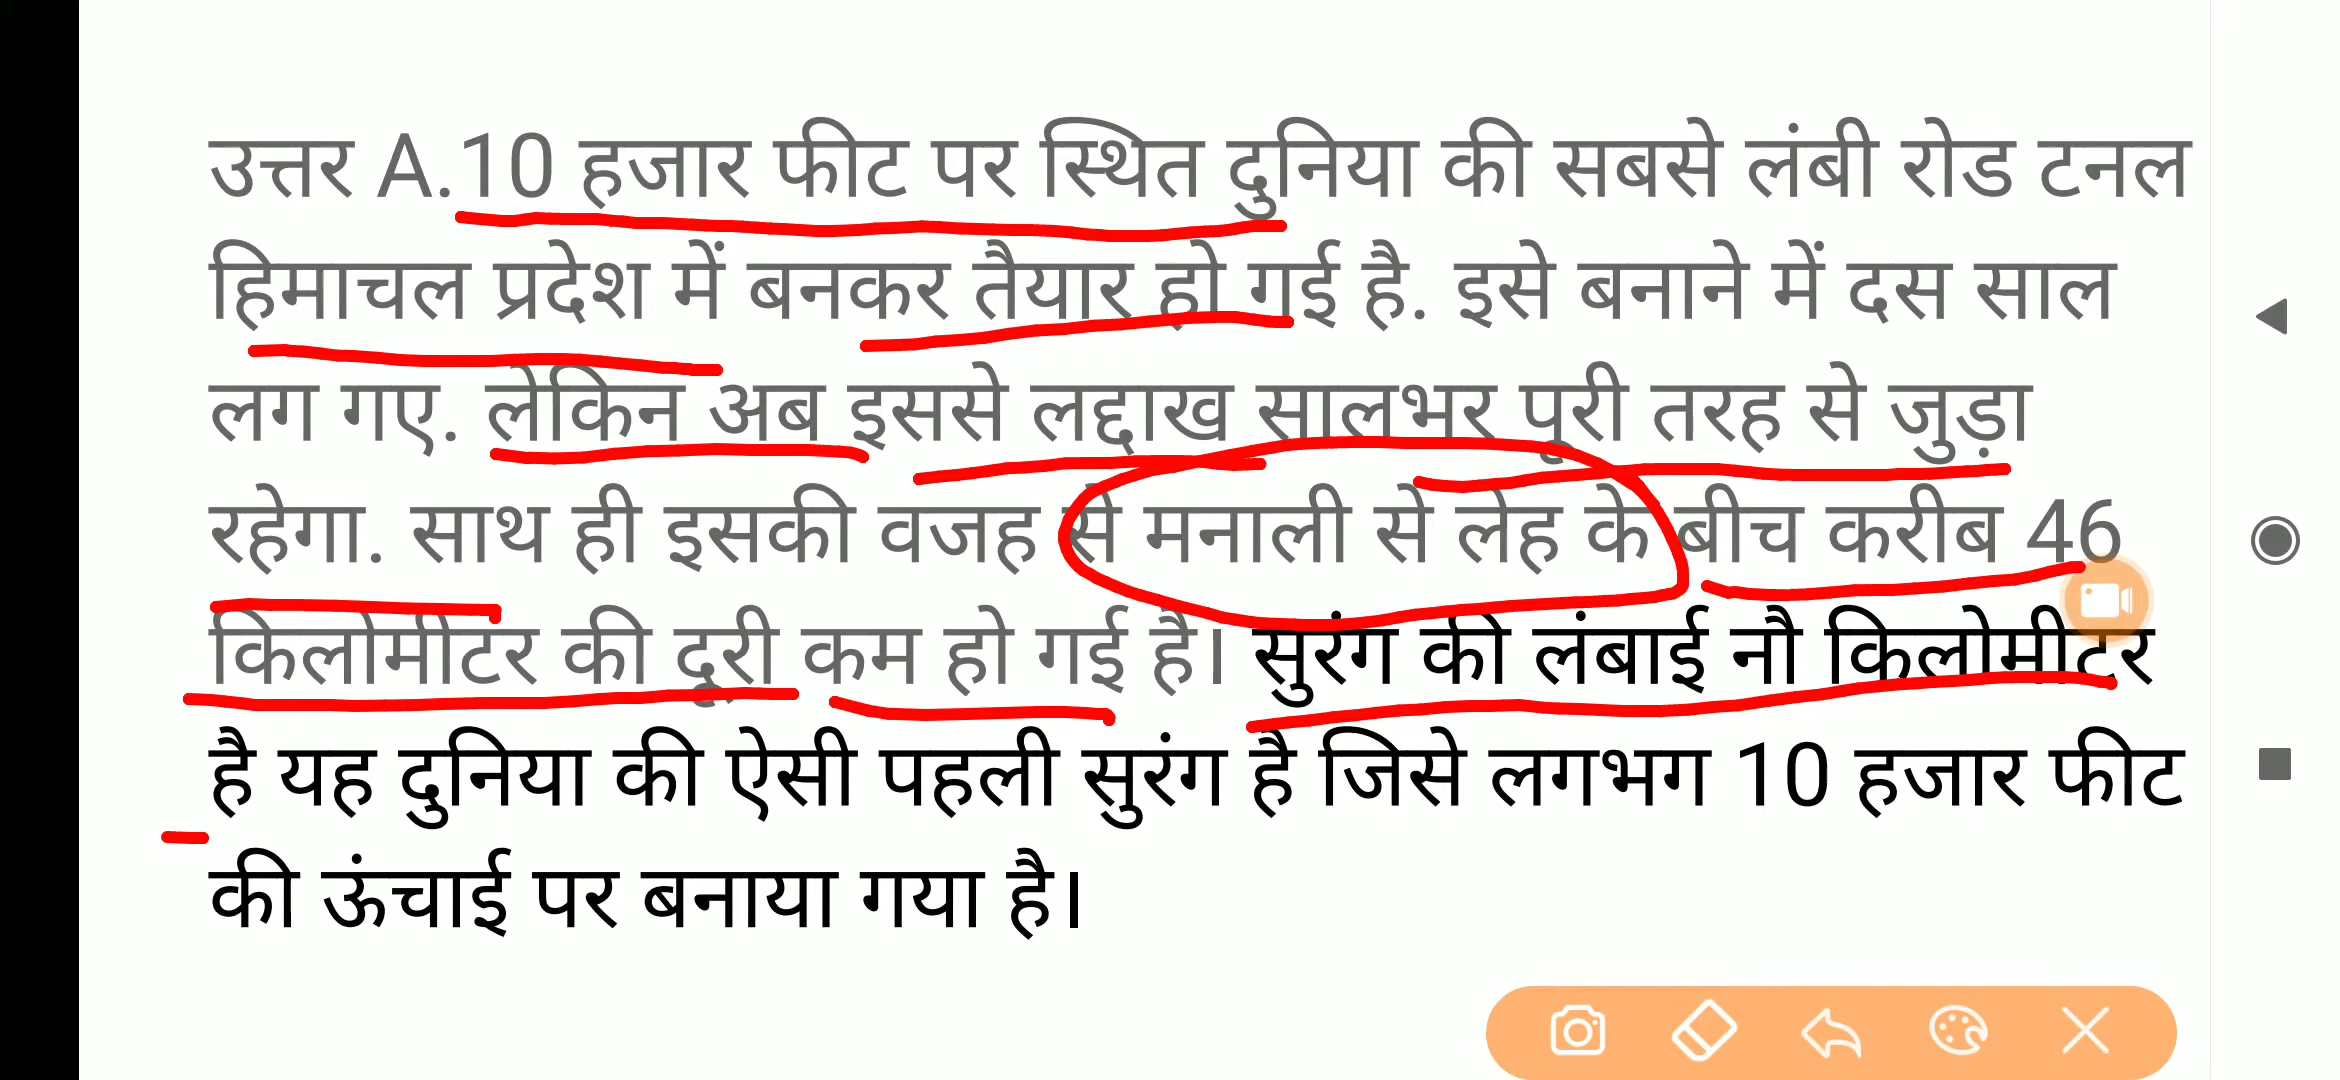 उत्तर A.10 हजार फीट पर स्थित दुनिया की सबसे लंबी रोड टनल
हिमाचल प्रदेश में बनकर तैयार हो गई है. इसे बनाने में दस साल
लग गए. लेकिन अब इससे लद्दाख सालभर पूरी तरह से जुड़ा
रहेगा. साथ ही इसकी वजह से मनाली से लेह के बीच करीब 46
किलोमीटर की दूरी कम हो गई है। सुरंग की लंबाई नौ किलोमीटर
है यह दुनिया की ऐसी पहली सुरंग है जिसे लगभग 10 हजार फीट
की ऊंचाई पर बनाया गया है।